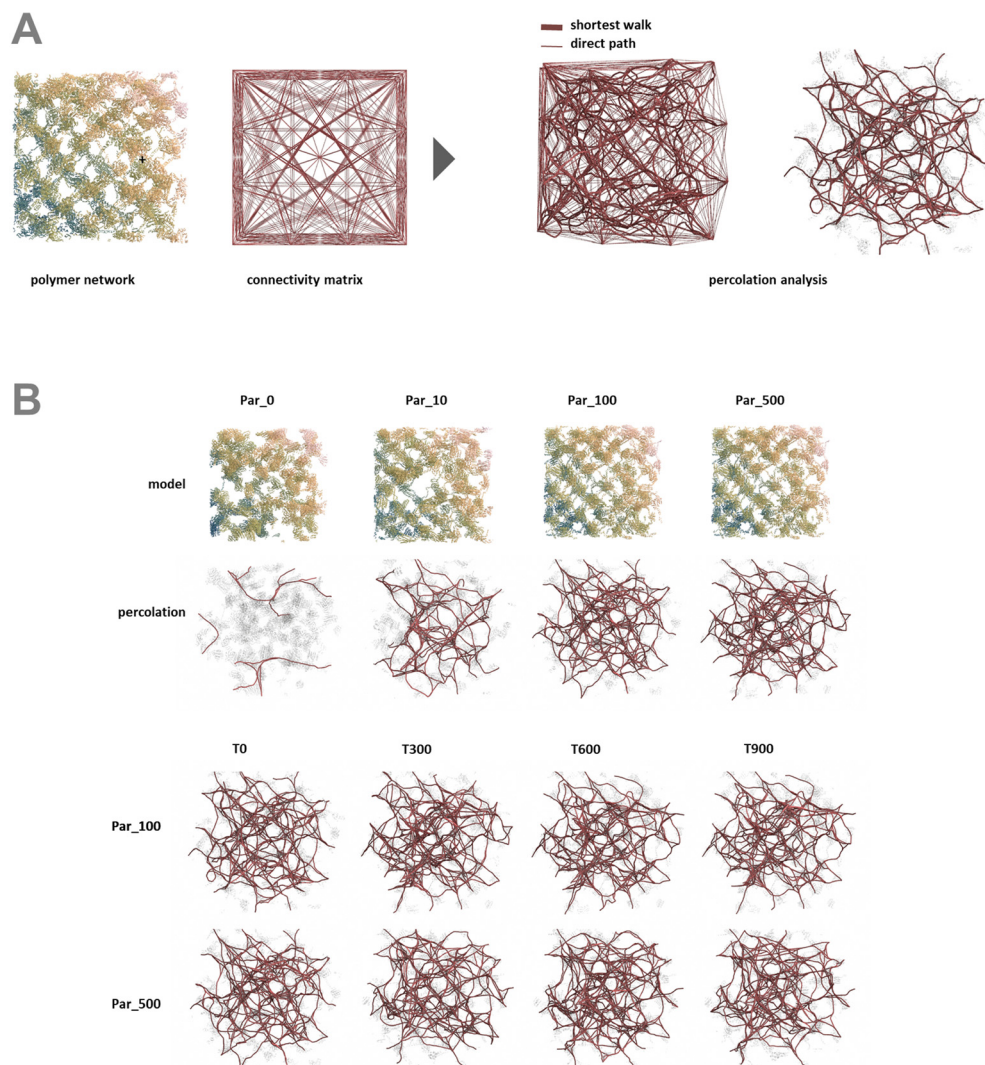 A
shortest walk
direct path
polymer network
connectivity matrix
percolation analysis
B
Par_0 Par_10 Par_100 Par_500
model
percolation
T0 T300 T600 T900
Par_100
Par_500